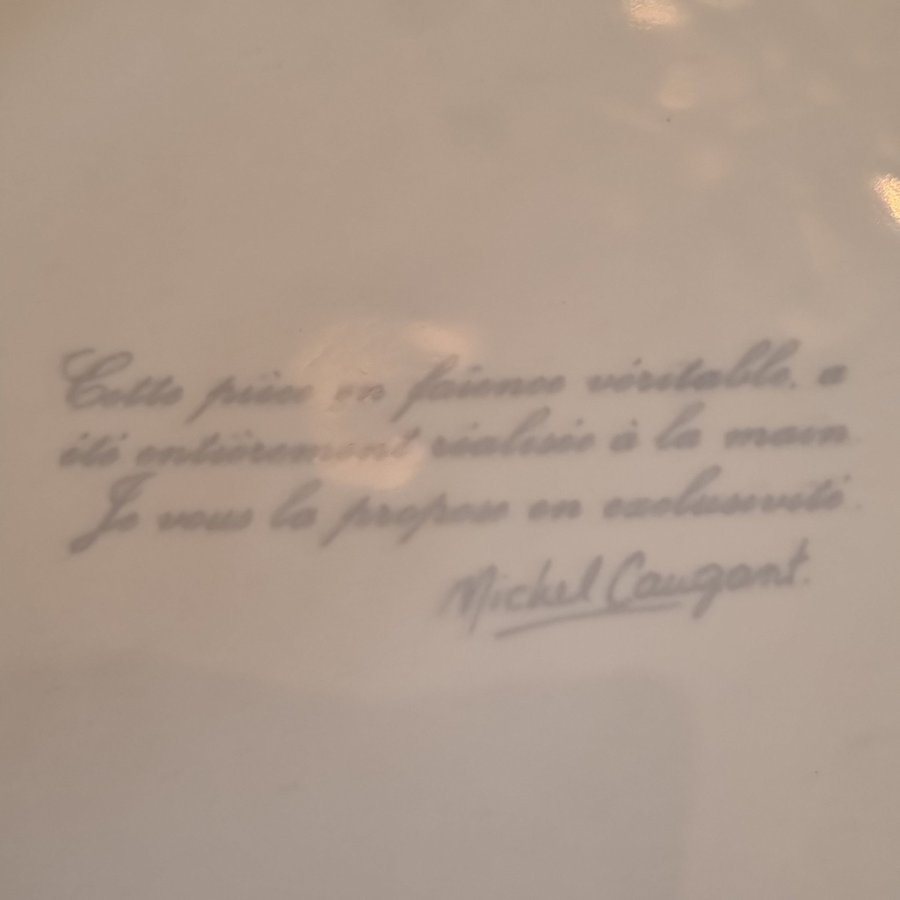 Cette pièce en faïence véritable, a
été entièrement réalisée à la main.
Je vous la propose en exclusivité.
Michel Caugant.